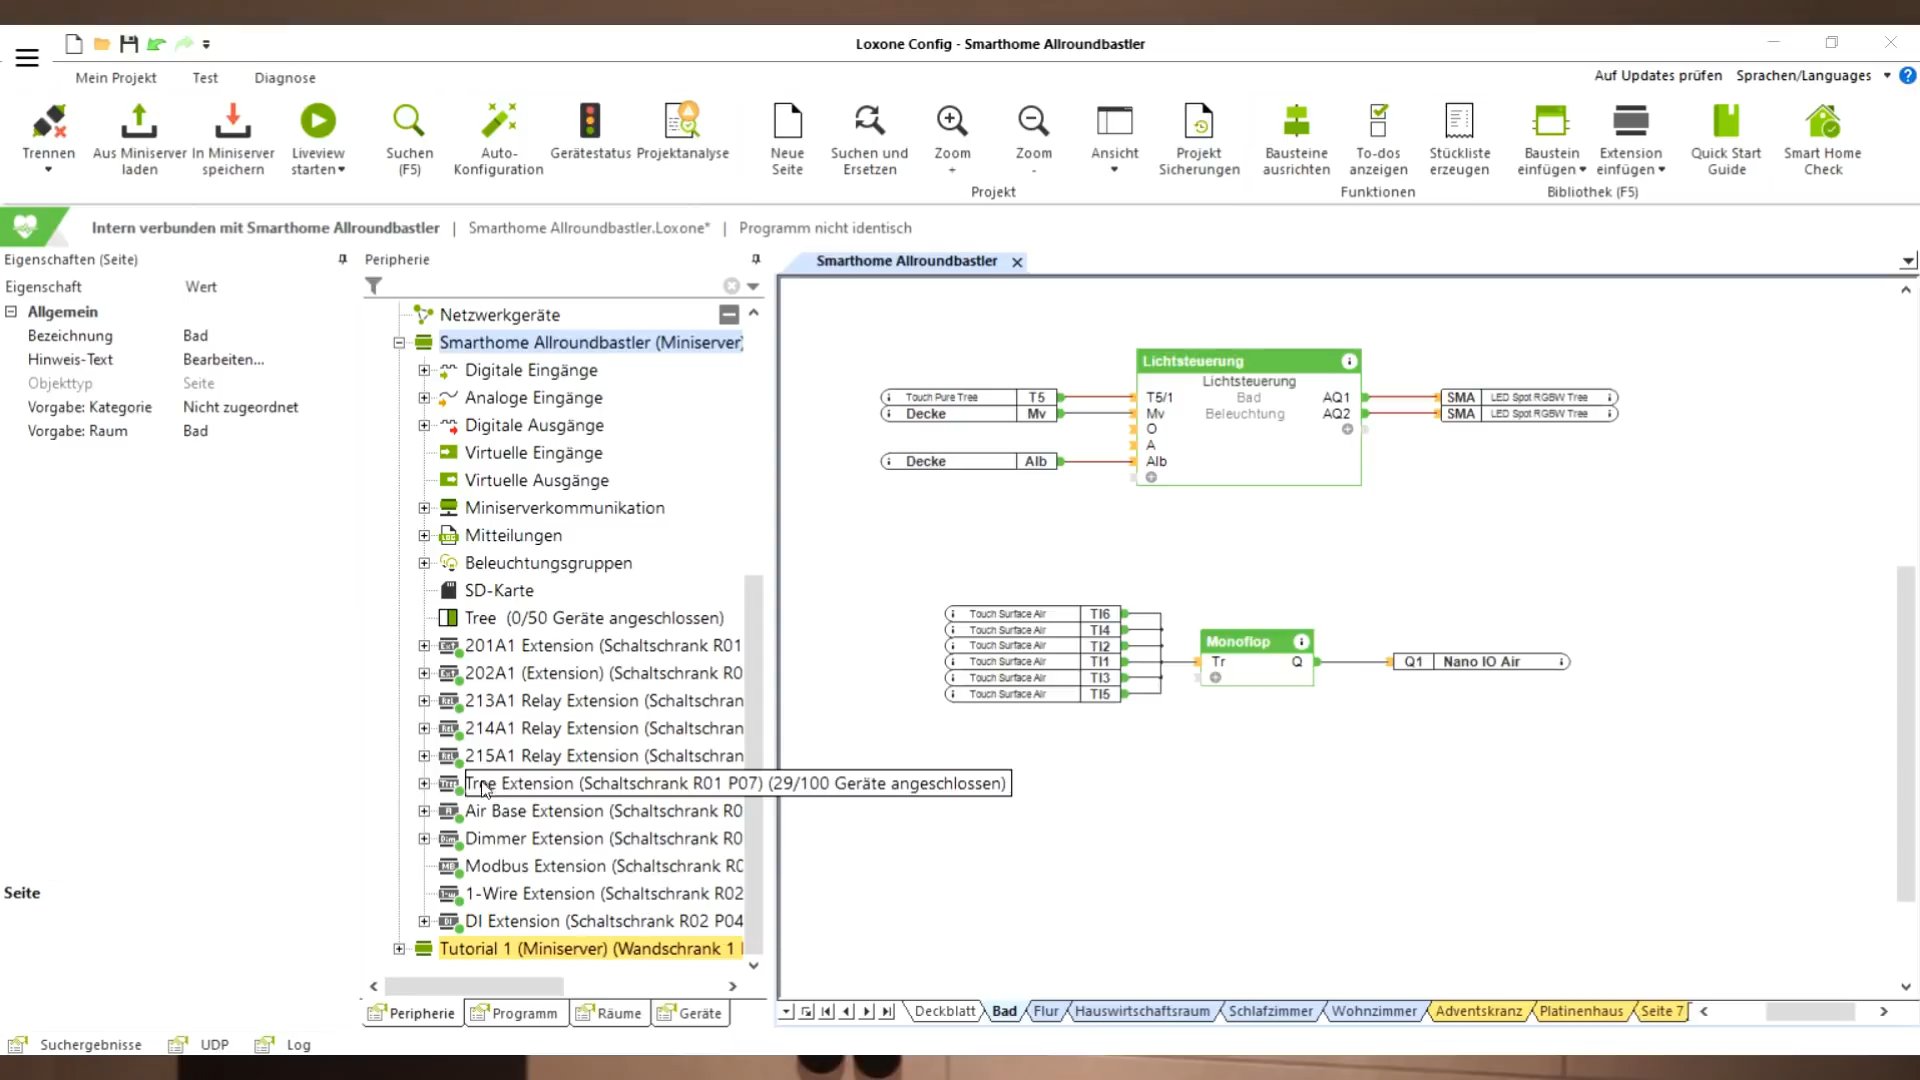 Loxone Config - Smarthome Allroundbastler
Mein Projekt Test Diagnose
Auf Updates prüfen Sprachen/Languages ?
Trennen
Aus Miniserver laden
In Miniserver speichern
Liveview starten
Suchen (F5)
Auto-Konfiguration
Gerätestatus
Projektanalyse
Neue Seite
Suchen und Ersetzen
Zoom +
Zoom -
Ansicht
Projekt Sicherungen
Bausteine ausrichten
To-dos anzeigen
Stückliste erzeugen
Baustein einfügen
Extension einfügen
Quick Start Guide
Smart Home Check
Projekt
Funktionen
Bibliothek (F5)
Intern verbunden mit Smarthome Allroundbastler | Smarthome Allroundbastler.Loxone* | Programm nicht identisch
Eigenschaften (Seite)
Eigenschaft Wert
Allgemein
Bezeichnung Bad
Hinweis-Text Bearbeiten...
Objekttyp Seite
Vorgabe: Kategorie Nicht zugeordnet
Vorgabe: Raum Bad
Seite
Peripherie
Netzwerkgeräte
Smarthome Allroundbastler (Miniserver)
Digitale Eingänge
Analoge Eingänge
Digitale Ausgänge
Virtuelle Eingänge
Virtuelle Ausgänge
Miniserverkommunikation
Mitteilungen
Beleuchtungsgruppen
SD-Karte
Tree (0/50 Geräte angeschlossen)
201A1 Extension (Schaltschrank R01
202A1 (Extension) (Schaltschrank R0
213A1 Relay Extension (Schaltschran
214A1 Relay Extension (Schaltschran
215A1 Relay Extension (Schaltschran
Tree Extension (Schaltschrank R01 P07) (29/100 Geräte angeschlossen)
Air Base Extension (Schaltschrank R0
Dimmer Extension (Schaltschrank R0
Modbus Extension (Schaltschrank R0
1-Wire Extension (Schaltschrank R02
DI Extension (Schaltschrank R02 P04
Tutorial 1 (Miniserver) (Wandschrank 1
Peripherie Programm Räume Geräte
Smarthome Allroundbastler
Lichtsteuerung
Lichtsteuerung
Touch Pure Tree T5 T5/1 Bad AQ1 SMA LED Spot RGBW Tree
Decke Mv Mv Beleuchtung AQ2 SMA LED Spot RGBW Tree
O
A
Decke Alb Alb
Touch Surface Air TI6
Touch Surface Air TI4
Touch Surface Air TI2
Touch Surface Air TI1
Touch Surface Air TI3
Touch Surface Air TI5
Monoflop
Tr Q
Q1 Nano IO Air
Deckblatt Bad Flur Hauswirtschaftsraum Schlafzimmer Wohnzimmer Adventskranz Platinenhaus Seite 7
Suchergebnisse UDP Log